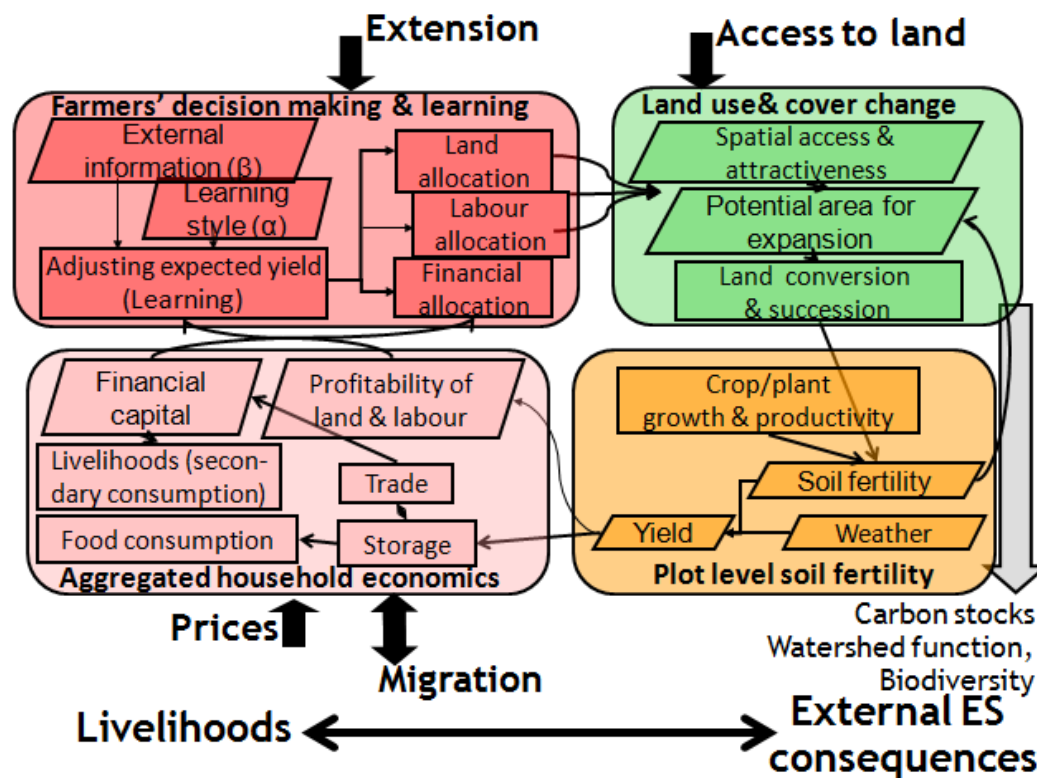 Extension
Access to land
Farmers' decision making & learning
External
information (β)
Learning
style (α)
Adjusting expected yield
(Learning)
Land
allocation
Labour
allocation
Financial
allocation
Land use& cover change
Spatial access &
attractiveness
Potential area for
expansion
Land conversion
& succession
Financial
capital
Profitability of
land & labour
Livelihoods (secon-
dary consumption)
Trade
Food consumption
Storage
Aggregated household economics
Crop/plant
growth & productivity
Soil fertility
Yield
Weather
Plot level soil fertility
Prices
Migration
Carbon stocks
Watershed function,
Biodiversity
Livelihoods
External ES
consequences